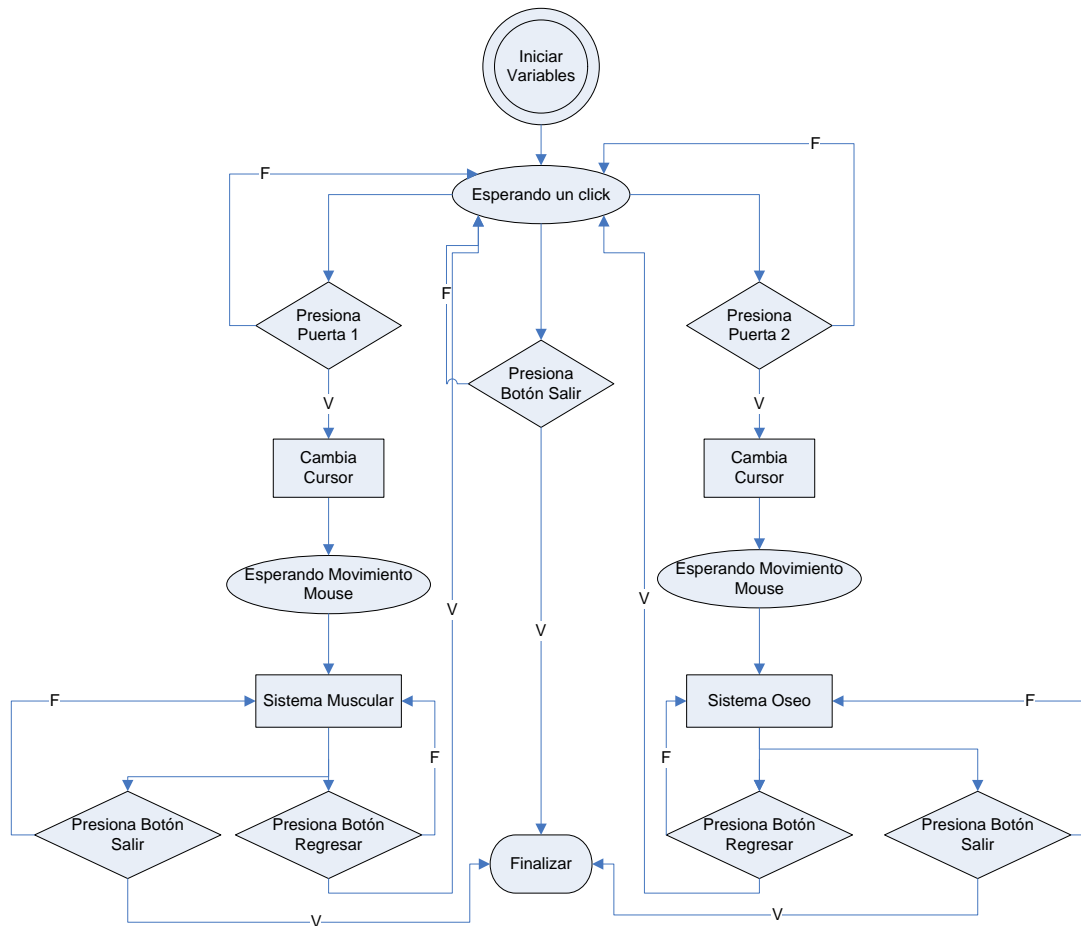 Iniciar
Variables
F
F
Esperando un click
F
Presiona
Puerta 1
Presiona
Puerta 2
Presiona
Botón Salir
V
V
Cambia
Cursor
Cambia
Cursor
Esperando Movimiento
Mouse
Esperando Movimiento
Mouse
V
V
V
Sistema Muscular
Sistema Oseo
F
F
F
F
Presiona Botón
Salir
Presiona Botón
Regresar
Presiona Botón
Regresar
Presiona Botón
Salir
Finalizar
V
V